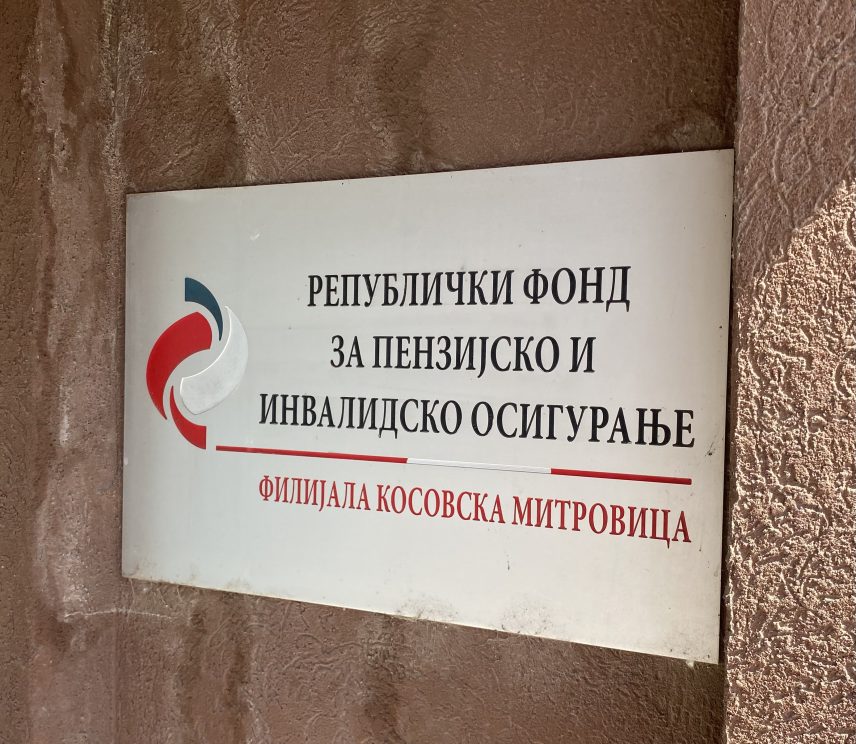 РЕПУБЛИЧКИ ФОНД
ЗА ПЕНЗИЈСКО И
ИНВАЛИДСКО ОСИГУРАЊЕ
ФИЛИЈАЛА КОСОВСКА МИТРОВИЦА